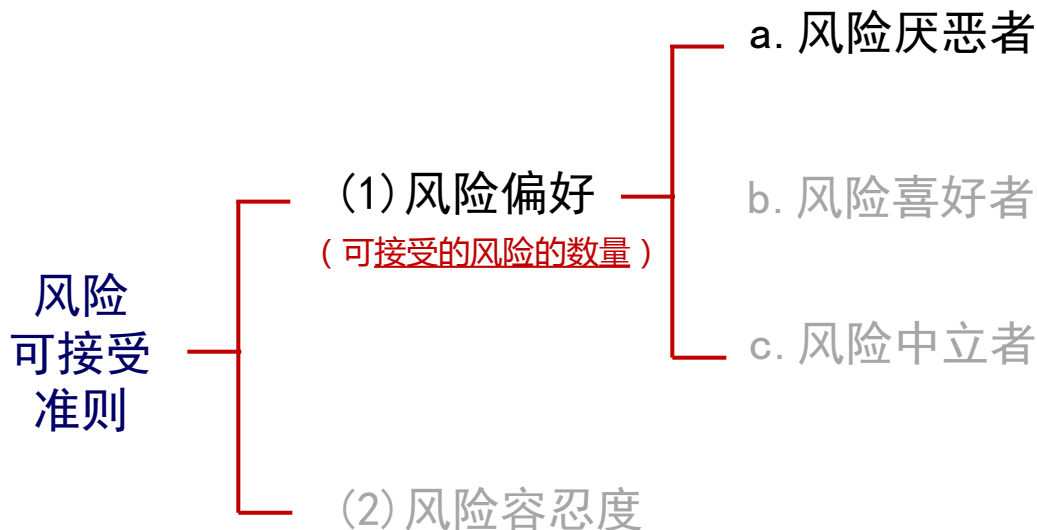 风险
可接受
准则
(1)风险偏好
（可接受的风险的数量）
a.风险厌恶者
b.风险喜好者
c.风险中立者
(2)风险容忍度